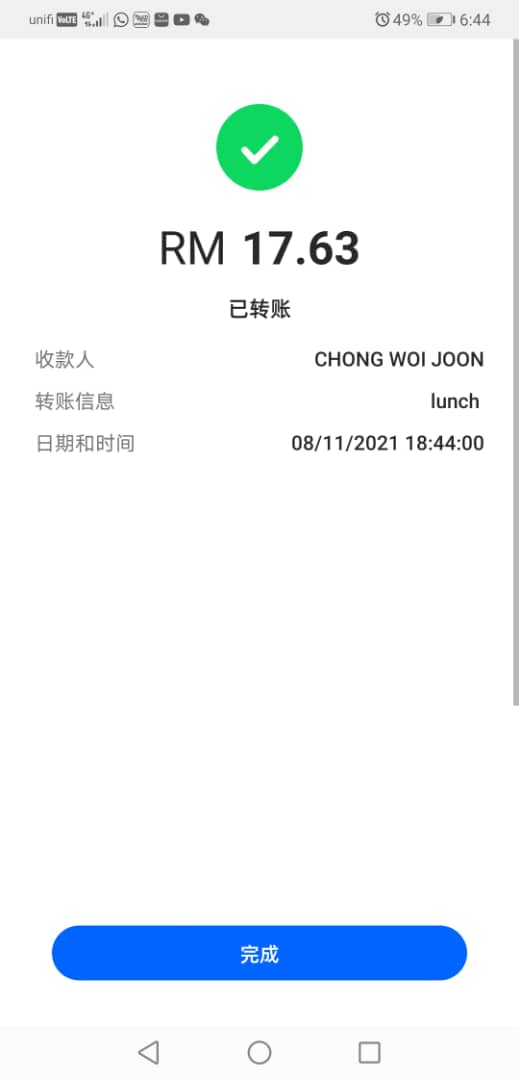 unifi VoLTE 4G+ 49% 6:44
RM 17.63
已转账
收款人 CHONG WOI JOON
转账信息 lunch
日期和时间 08/11/2021 18:44:00
完成